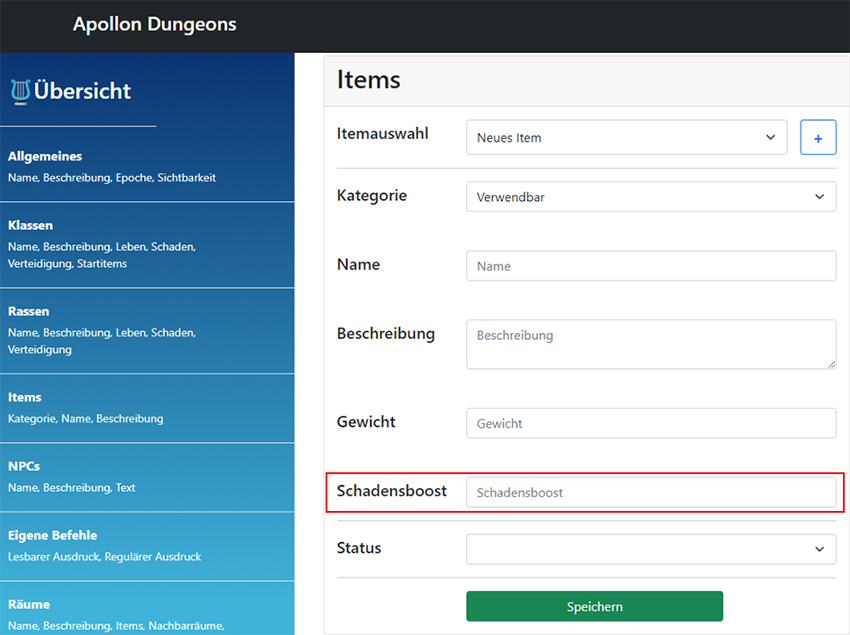 Apollon Dungeons
Übersicht
Allgemeines
Name, Beschreibung, Epoche, Sichtbarkeit
Klassen
Name, Beschreibung, Leben, Schaden,
Verteidigung, Startitems
Rassen
Name, Beschreibung, Leben, Schaden,
Verteidigung
Items
Kategorie, Name, Beschreibung
NPCs
Name, Beschreibung, Text
Eigene Befehle
Lesbarer Ausdruck, Regulärer Ausdruck
Räume
Name, Beschreibung, Items, Nachbarräume,
Items
Itemauswahl
Neues Item
+
Kategorie
Verwendbar
Name
Name
Beschreibung
Beschreibung
Gewicht
Gewicht
Schadensboost
Schadensboost
Status
Speichern